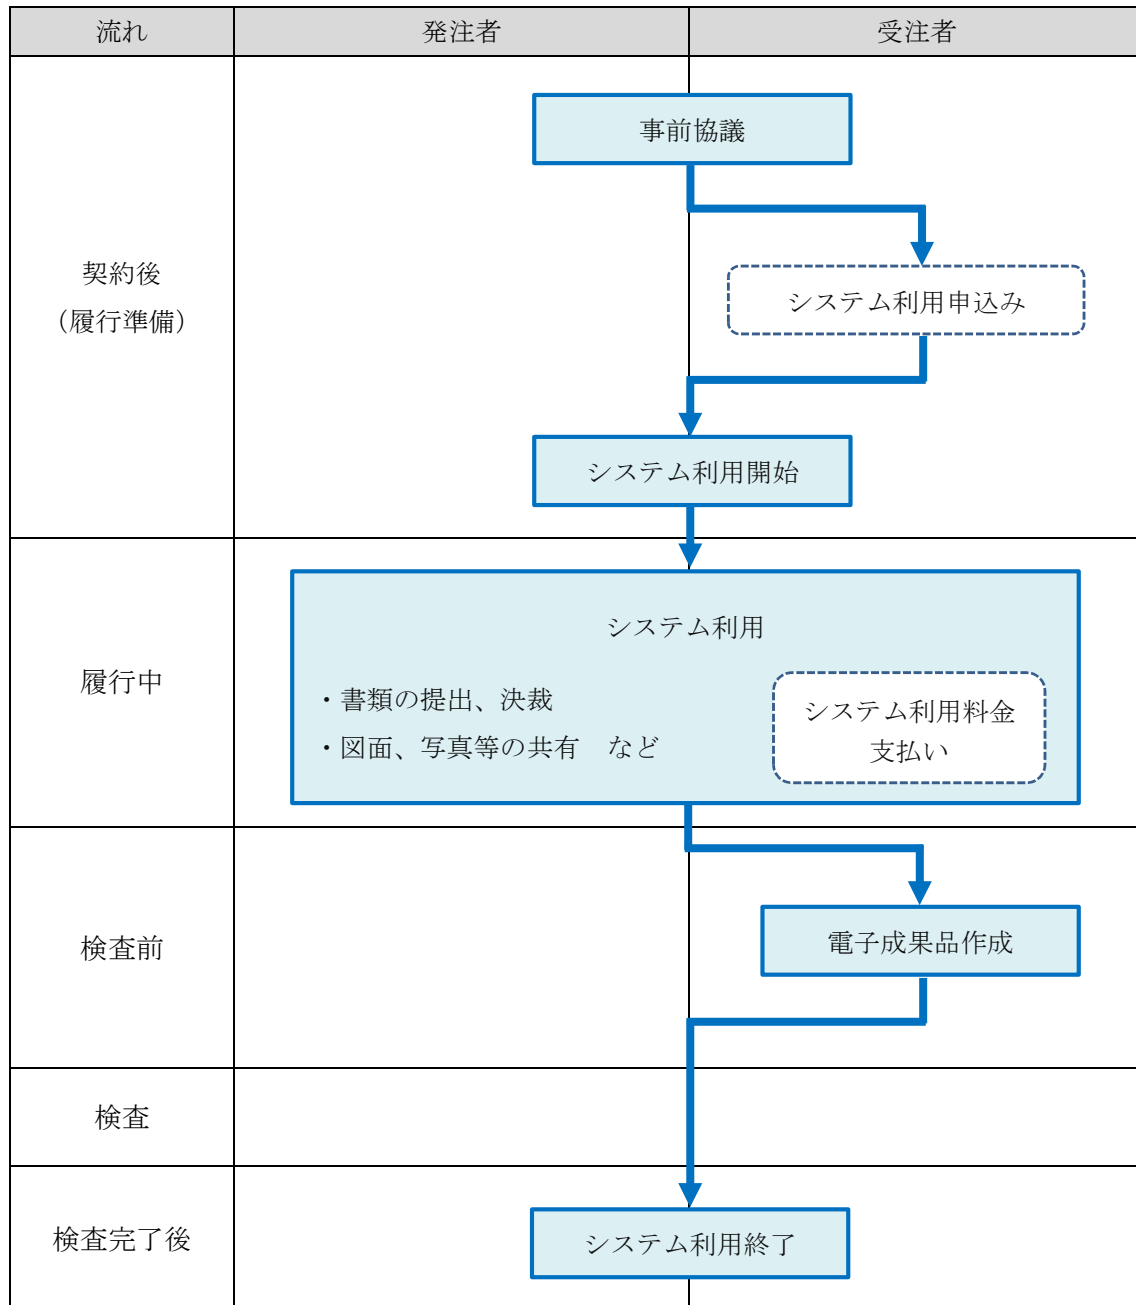 流れ
発注者
受注者
契約後
（履行準備）
事前協議
システム利用申込み
システム利用開始
履行中
システム利用
・書類の提出、決裁
・図面、写真等の共有　など
システム利用料金
支払い
検査前
電子成果品作成
検査
検査完了後
システム利用終了